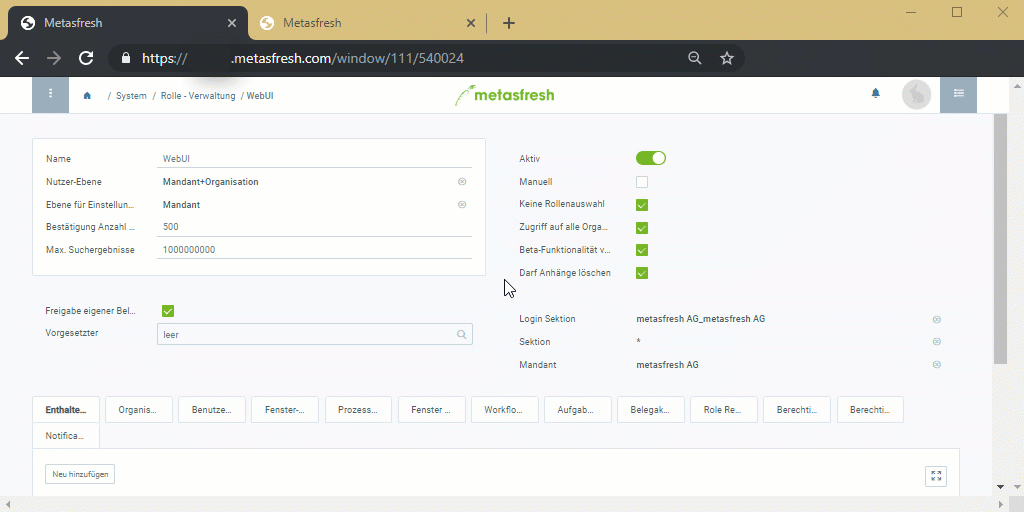 Metasfresh
Metasfresh
https:// .metasfresh.com/window/111/540024
/ System / Rolle - Verwaltung / WebUI
metasfresh
Name WebUI
Nutzer-Ebene Mandant+Organisation
Ebene für Einstellun... Mandant
Bestätigung Anzahl ... 500
Max. Suchergebnisse 1000000000
Aktiv
Manuell
Keine Rollenauswahl
Zugriff auf alle Orga...
Beta-Funktionalität v...
Darf Anhänge löschen
Freigabe eigener Bel...
Vorgesetzter leer
Login Sektion metasfresh AG_metasfresh AG
Sektion *
Mandant metasfresh AG
Enthalte... Organis... Benutze... Fenster-... Prozess... Fenster ... Workflo... Aufgab... Belegak... Role Re... Berechti... Berechti...
Notifica...
Neu hinzufügen